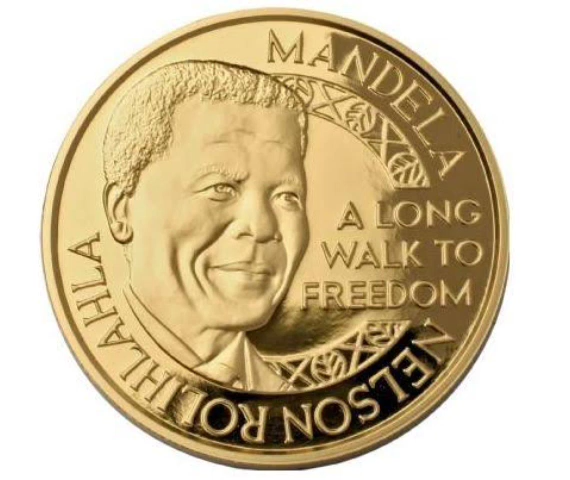 MANDELA
A LONG
WALK TO
FREEDOM
NELSON ROLIHLAHLA